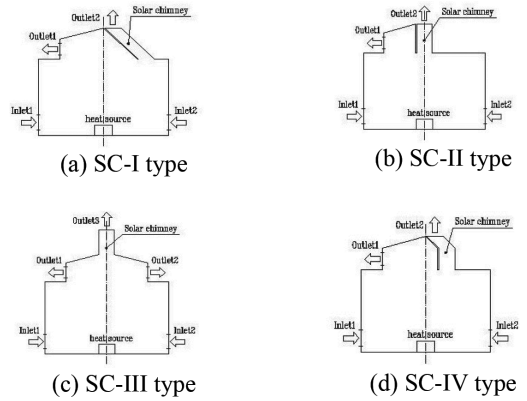 Outlet2
Solar chimney
Outlet1
Inlet1
Inlet2
heat source
(a) SC-I type
Outlet2
Solar chimney
Outlet1
Inlet1
Inlet2
heat source
(b) SC-II type
Outlet3
Solar chimney
Outlet1
Outlet2
Inlet1
Inlet2
heat source
(c) SC-III type
Outlet2
Solar chimney
Outlet1
Inlet1
Inlet2
heat source
(d) SC-IV type